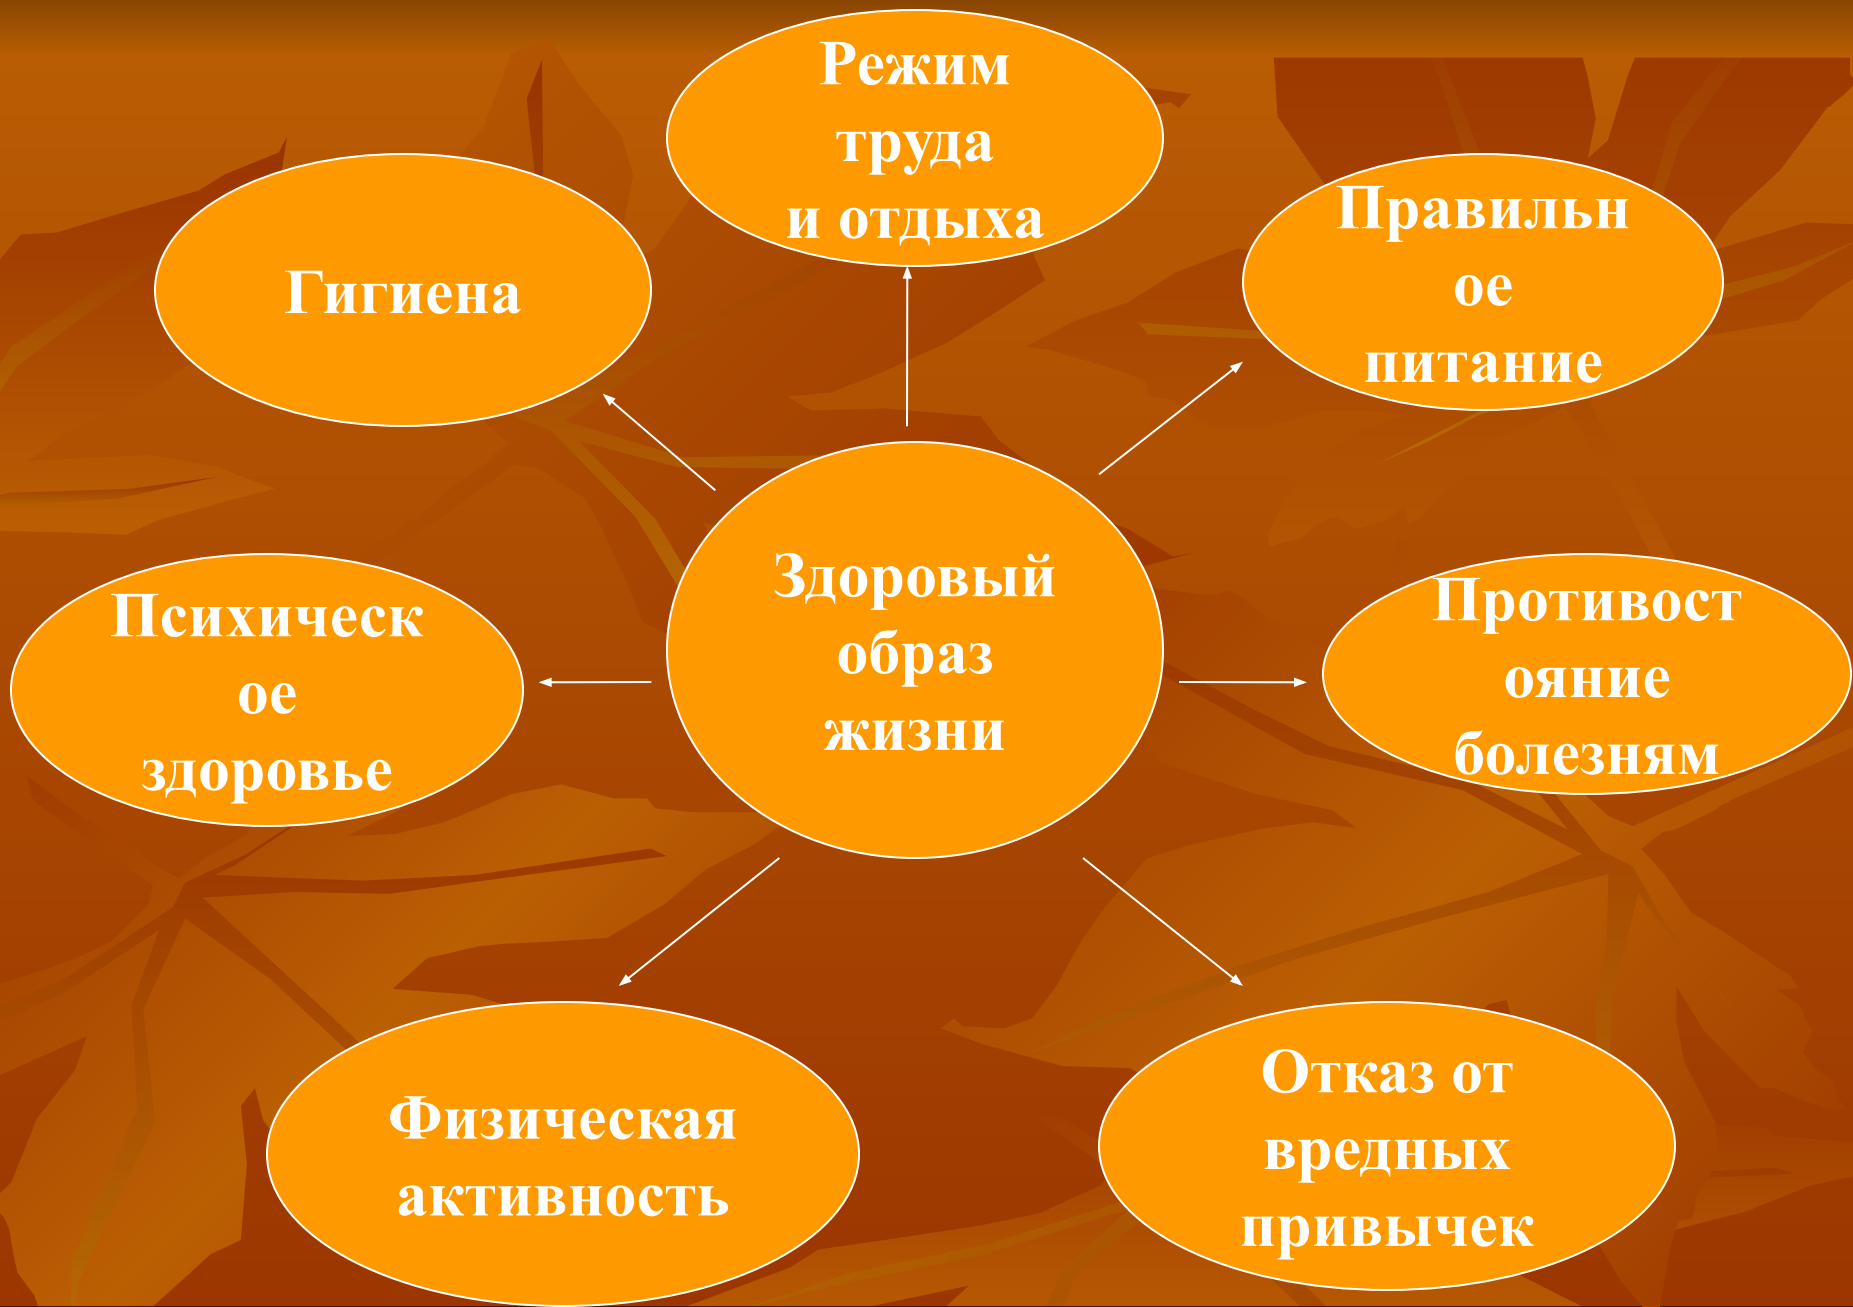 Режим
труда
и отдыха
Гигиена
Правильн
ое
питание
Здоровый
образ
жизни
Психическ
ое
здоровье
Противост
ояние
болезням
Физическая
активность
Отказ от
вредных
привычек